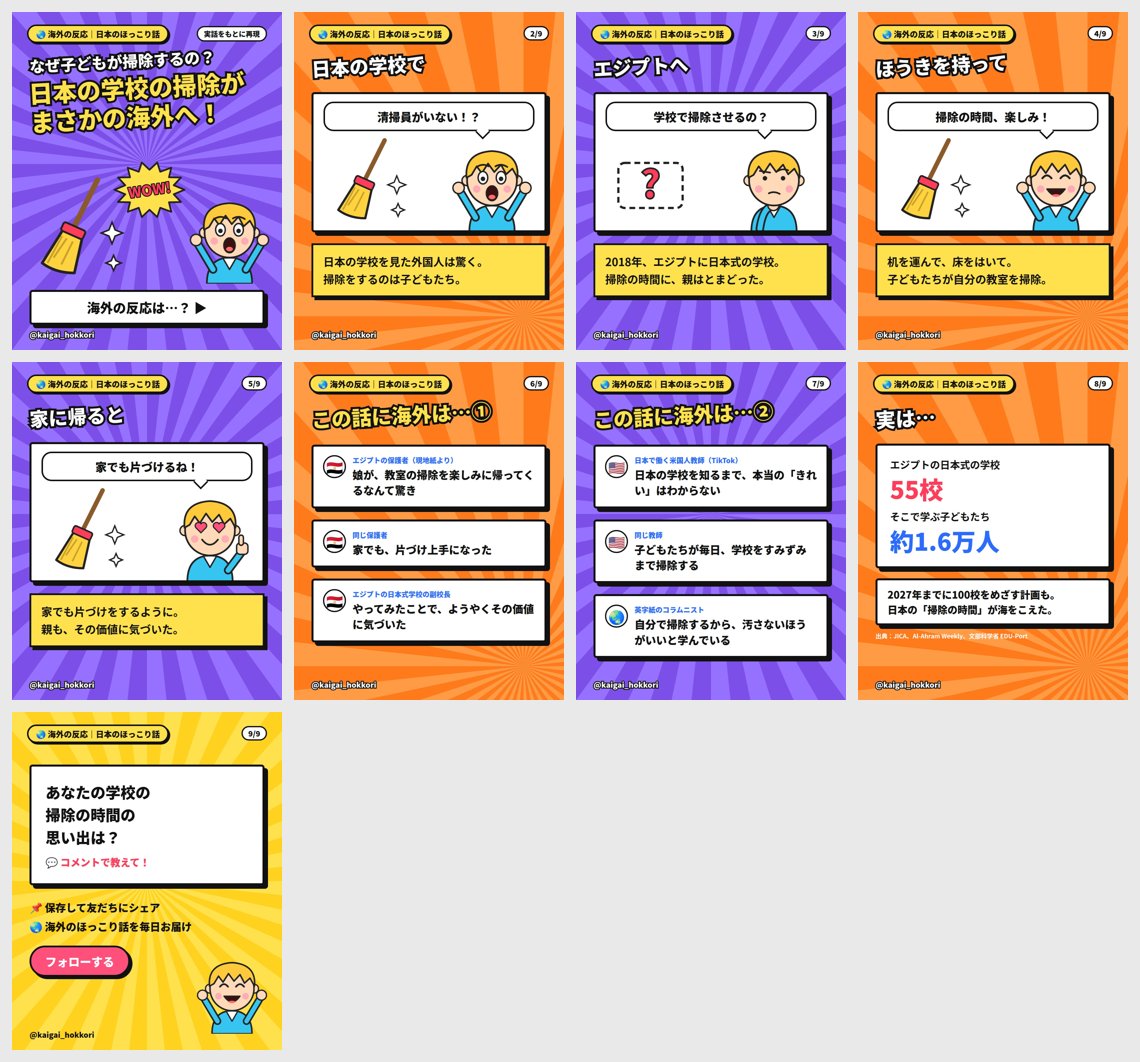 🌏 海外の反応｜日本のほっこり話
実話をもとに再現
なぜ子どもが掃除するの？
日本の学校の掃除が
まさかの海外へ！
WOW!
海外の反応は…？ ▶
@kaigai_hokkori
🌏 海外の反応｜日本のほっこり話
2/9
日本の学校で
清掃員がいない！？
日本の学校を見た外国人は驚く。
掃除をするのは子どもたち。
@kaigai_hokkori
🌏 海外の反応｜日本のほっこり話
3/9
エジプトへ
学校で掃除させるの？
?
2018年、エジプトに日本式の学校。
掃除の時間に、親はとまどった。
@kaigai_hokkori
🌏 海外の反応｜日本のほっこり話
4/9
ほうきを持って
掃除の時間、楽しみ！
机を運んで、床をはいて。
子どもたちが自分の教室を掃除。
@kaigai_hokkori
🌏 海外の反応｜日本のほっこり話
5/9
家に帰ると
家でも片づけるね！
家でも片づけをするように。
親も、その価値に気づいた。
@kaigai_hokkori
🌏 海外の反応｜日本のほっこり話
6/9
この話に海外は…①
エジプトの保護者（現地紙より）
娘が、教室の掃除を楽しみに帰ってく
るなんて驚き
同じ保護者
家でも、片づけ上手になった
エジプトの日本式学校の副校長
やってみたことで、ようやくその価値
に気づいた
@kaigai_hokkori
🌏 海外の反応｜日本のほっこり話
7/9
この話に海外は…②
日本で働く米国人教師（TikTok）
日本の学校を知るまで、本当の「きれ
い」はわからない
同じ教師
子どもたちが毎日、学校をすみずみ
まで掃除する
英字紙のコラムニスト
自分で掃除するから、汚さないほう
がいいと学んでいる
@kaigai_hokkori
🌏 海外の反応｜日本のほっこり話
8/9
実は…
エジプトの日本式の学校
55校
そこで学ぶ子どもたち
約1.6万人
2027年までに100校をめざす計画も。
日本の「掃除の時間」が海をこえた。
出典：JICA、Al-Ahram Weekly、文部科学省 EDU-Port
@kaigai_hokkori
🌏 海外の反応｜日本のほっこり話
9/9
あなたの学校の
掃除の時間の
思い出は？
💬 コメントで教えて！
📌 保存して友だちにシェア
🌏 海外のほっこり話を毎日お届け
フォローする
@kaigai_hokkori